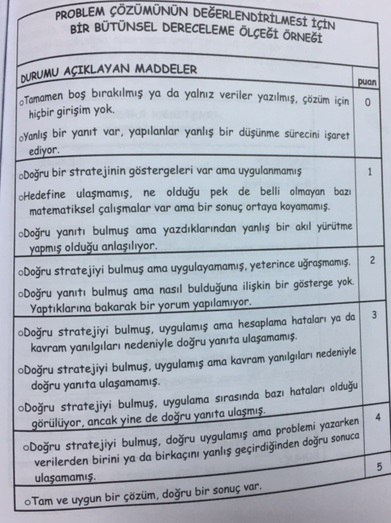 PROBLEM ÇÖZÜMÜNÜN DEĞERLENDİRİLMESİ İÇİN
BİR BÜTÜNSEL DERECELEME ÖLÇEĞİ ÖRNEĞİ
DURUMU AÇIKLAYAN MADDELER puan
oTamamen boş bırakılmış ya da yalnız veriler yazılmış, çözüm için 0
hiçbir girişim yok.
oYanlış bir yanıt var, yapılanlar yanlış bir düşünme sürecini işaret
ediyor.
oDoğru bir stratejinin göstergeleri var ama uygulanmamış 1
oHedefine ulaşmamış, ne olduğu pek de belli olmayan bazı
matematiksel çalışmalar var ama bir sonuç ortaya koyamamış.
oDoğru yanıtı bulmuş ama yazdıklarından yanlış bir akıl yürütme
yapmış olduğu anlaşılıyor.
oDoğru stratejiyi bulmuş ama uygulayamamış, yeterince uğraşmamış. 2
oDoğru yanıtı bulmuş ama nasıl bulduğuna ilişkin bir gösterge yok.
Yaptıklarına bakarak bir yorum yapılamıyor.
oDoğru stratejiyi bulmuş, uygulamış ama hesaplama hataları ya da 3
kavram yanılgıları nedeniyle doğru yanıta ulaşamamış.
oDoğru stratejiyi bulmuş, uygulamış ama kavram yanılgıları nedeniyle
doğru yanıta ulaşamamış.
oDoğru stratejiyi bulmuş, uygulama sırasında bazı hataları olduğu
görülüyor, ancak yine de doğru yanıta ulaşmış.
oDoğru stratejiyi bulmuş, doğru uygulamış ama problemi yazarken 4
verilerden birini ya da birkaçını yanlış geçirdiğinden doğru sonuca
ulaşamamış.
oTam ve uygun bir çözüm, doğru bir sonuç var. 5